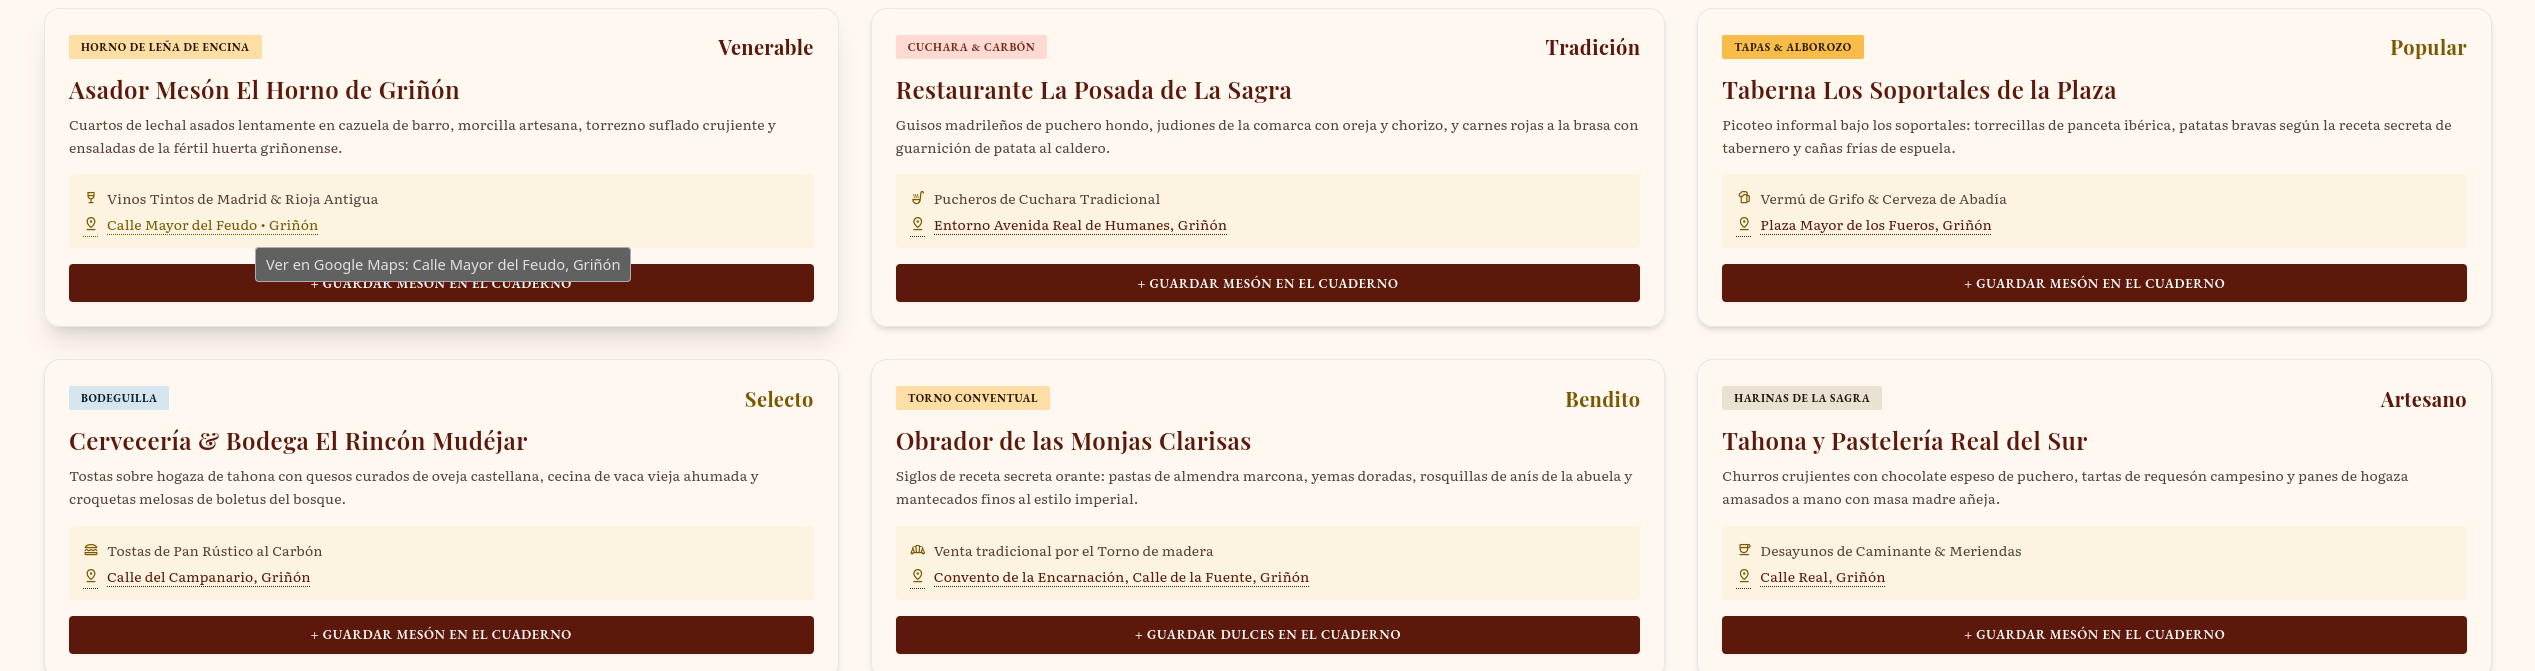 HORNO DE LEÑA DE ENCINA
Venerable
Asador Mesón El Horno de Griñón
Cuartos de lechal asados lentamente en cazuela de barro, morcilla artesana, torrezno suflado crujiente y
ensaladas de la fértil huerta griñonense.
Vinos Tintos de Madrid & Rioja Antigua
Calle Mayor del Feudo • Griñón
Ver en Google Maps: Calle Mayor del Feudo, Griñón
+ GUARDAR MESÓN EN EL CUADERNO
CUCHARA & CARBÓN
Tradición
Restaurante La Posada de La Sagra
Guisos madrileños de puchero hondo, judiones de la comarca con oreja y chorizo, y carnes rojas a la brasa con
guarnición de patata al caldero.
Pucheros de Cuchara Tradicional
Entorno Avenida Real de Humanes, Griñón
+ GUARDAR MESÓN EN EL CUADERNO
TAPAS & ALBOROZO
Popular
Taberna Los Soportales de la Plaza
Picoteo informal bajo los soportales: torrecillas de panceta ibérica, patatas bravas según la receta secreta de
tabernero y cañas frías de espuela.
Vermú de Grifo & Cerveza de Abadía
Plaza Mayor de los Fueros, Griñón
+ GUARDAR MESÓN EN EL CUADERNO
BODEGUILLA
Selecto
Cervecería & Bodega El Rincón Mudéjar
Tostas sobre hogaza de tahona con quesos curados de oveja castellana, cecina de vaca vieja ahumada y
croquetas melosas de boletus del bosque.
Tostas de Pan Rústico al Carbón
Calle del Campanario, Griñón
+ GUARDAR MESÓN EN EL CUADERNO
TORNO CONVENTUAL
Bendito
Obrador de las Monjas Clarisas
Siglos de receta secreta orante: pastas de almendra marcona, yemas doradas, rosquillas de anís de la abuela y
mantecados finos al estilo imperial.
Venta tradicional por el Torno de madera
Convento de la Encarnación, Calle de la Fuente, Griñón
+ GUARDAR DULCES EN EL CUADERNO
HARINAS DE LA SAGRA
Artesano
Tahona y Pastelería Real del Sur
Churros crujientes con chocolate espeso de puchero, tartas de requesón campesino y panes de hogaza
amasados a mano con masa madre añeja.
Desayunos de Caminante & Meriendas
Calle Real, Griñón
+ GUARDAR MESÓN EN EL CUADERNO